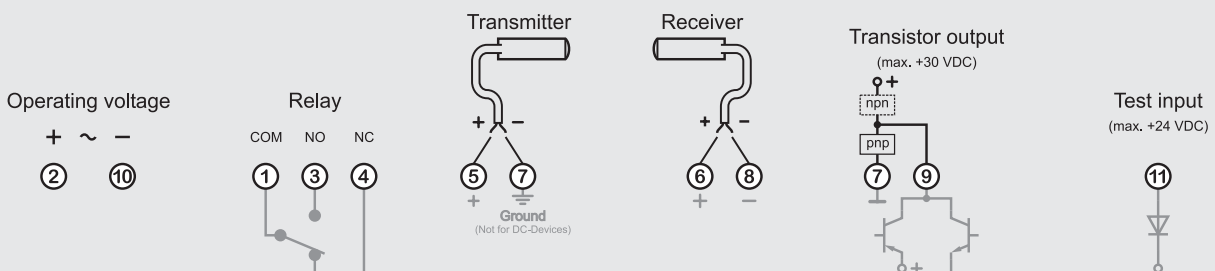 Transmitter
Receiver
Transistor output
(max. +30 VDC)
+
npn
Operating voltage
Relay
Test input
(max. +24 VDC)
+ ~ −
COM NO NC
+ −
+ −
pnp
2 10
1 3 4
5 7
6 8
7 9
11
+
Ground
(Not for DC-Devices)
+ −
+